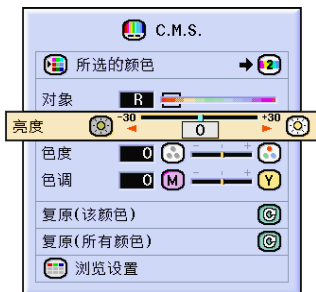 C.M.S.
所选的颜色 2
对象 R
亮度 -30 0 +30
色度 0 - +
色调 0 M - + Y
复原(该颜色)
复原(所有颜色)
浏览设置